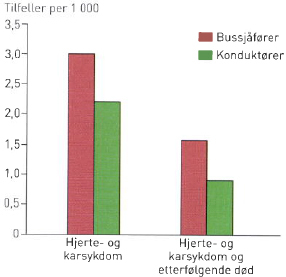 Tilfeller per 1 000
3,5
3,0
2,5
2,0
1,5
1,0
0,5
0
Bussjåfører
Konduktører
Hjerte- og
karsykdom
Hjerte- og
karsykdom og
etterfølgende død